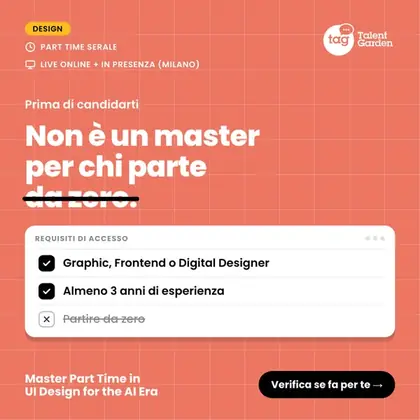 DESIGN
PART TIME SERALE
LIVE ONLINE + IN PRESENZA (MILANO)
tag
Talent
Garden
Prima di candidarti
Non è un master
per chi parte
da zero.
REQUISITI DI ACCESSO
Graphic, Frontend o Digital Designer
Almeno 3 anni di esperienza
Partire da zero
Master Part Time in
UI Design for the AI Era
Verifica se fa per te →